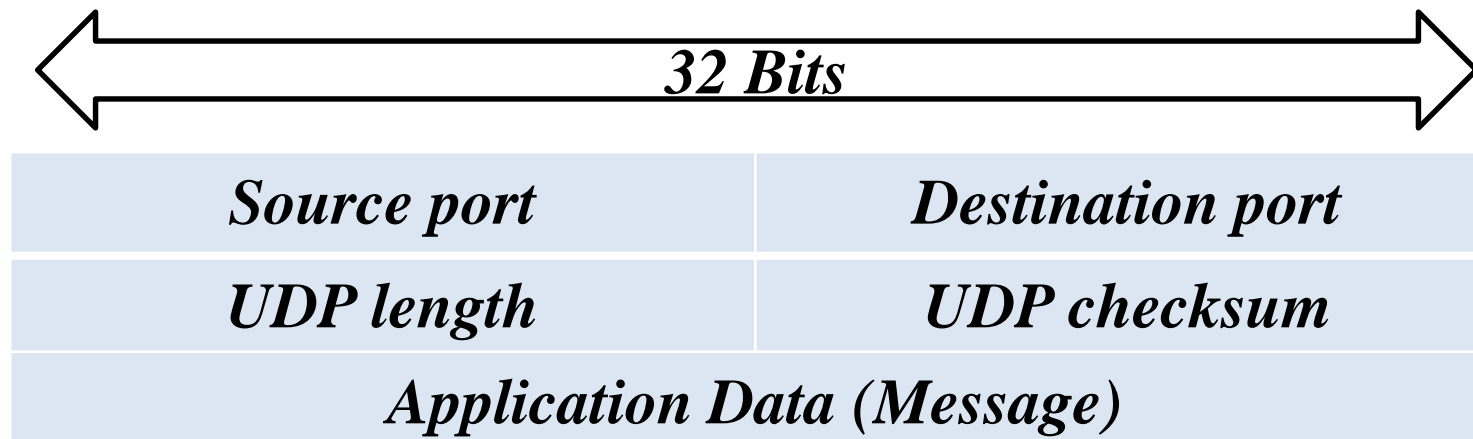 32 Bits
Source port Destination port
UDP length UDP checksum
Application Data (Message)